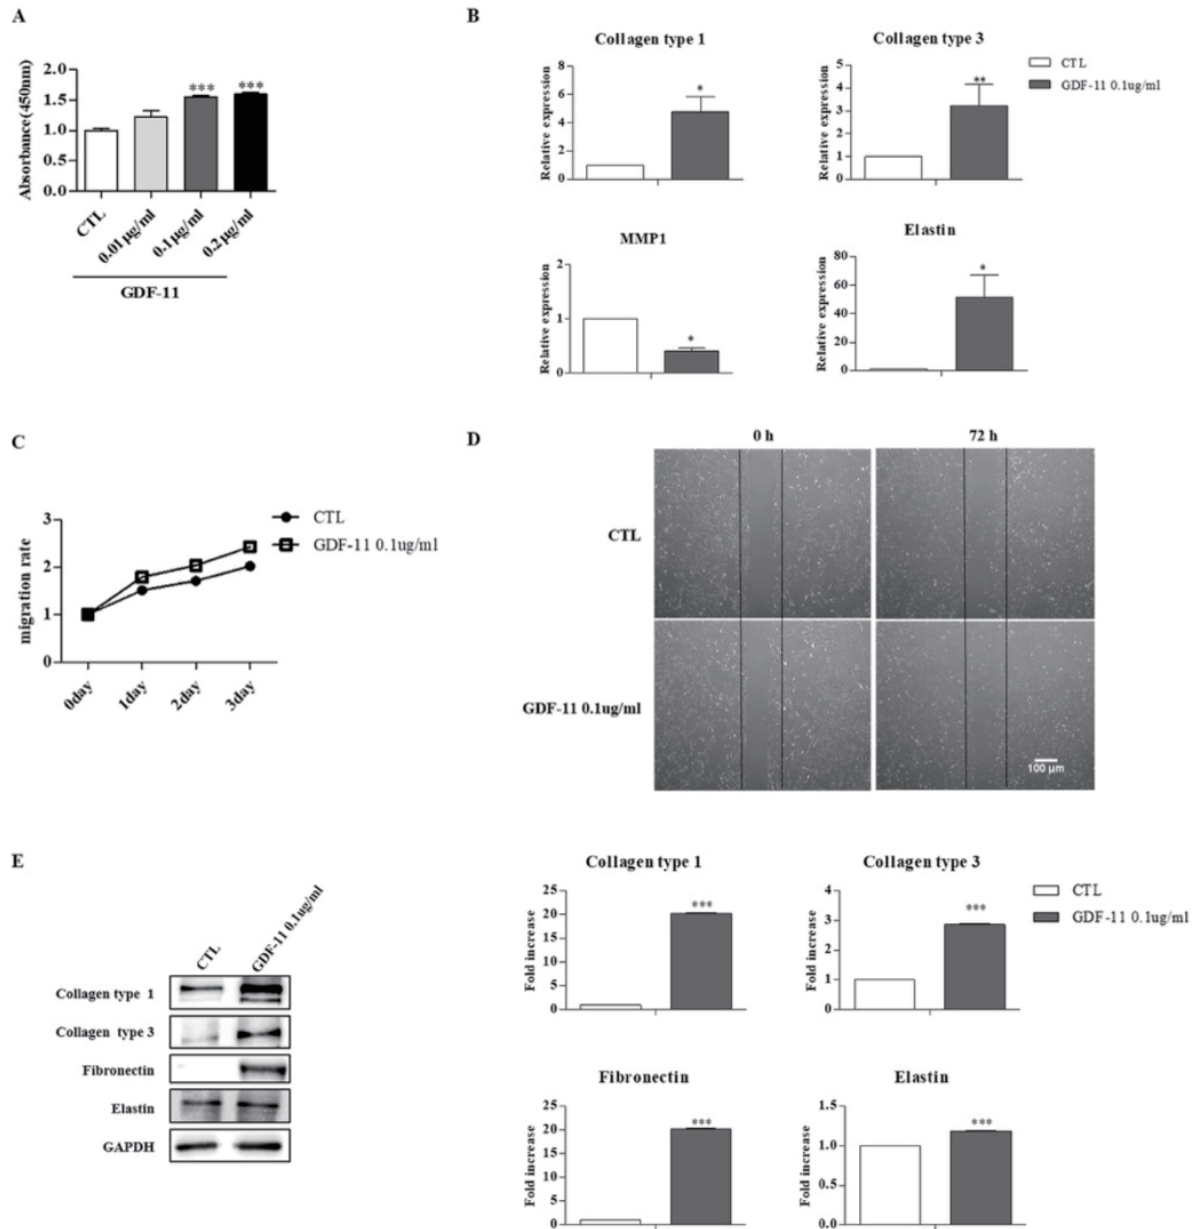 A
Absorbance(450nm)
2.0
1.5
1.0
0.5
0.0
***
***
CTL
0.01 µg/ml
0.1 µg/ml
0.2 µg/ml
GDF-11
B
Collagen type 1
Relative expression
8
6
4
2
0
*
Collagen type 3
Relative expression
5
4
3
2
1
0
**
CTL
GDF-11 0.1ug/ml
MMP1
Relative expression
2
1
0
*
Elastin
Relative expression
80
60
40
20
0
*
C
migration rate
3
2
1
0
0day
1day
2day
3day
CTL
GDF-11 0.1ug/ml
D
0 h
72 h
CTL
GDF-11 0.1ug/ml
100 µm
E
CTL
GDF-11 0.1ug/ml
Collagen type 1
Collagen type 3
Fibronectin
Elastin
GAPDH
Collagen type 1
Fold increase
25
20
15
10
5
0
***
Collagen type 3
Fold increase
4
3
2
1
0
***
CTL
GDF-11 0.1ug/ml
Fibronectin
Fold increase
25
20
15
10
5
0
***
Elastin
Fold increase
1.5
1.0
0.5
0.0
***